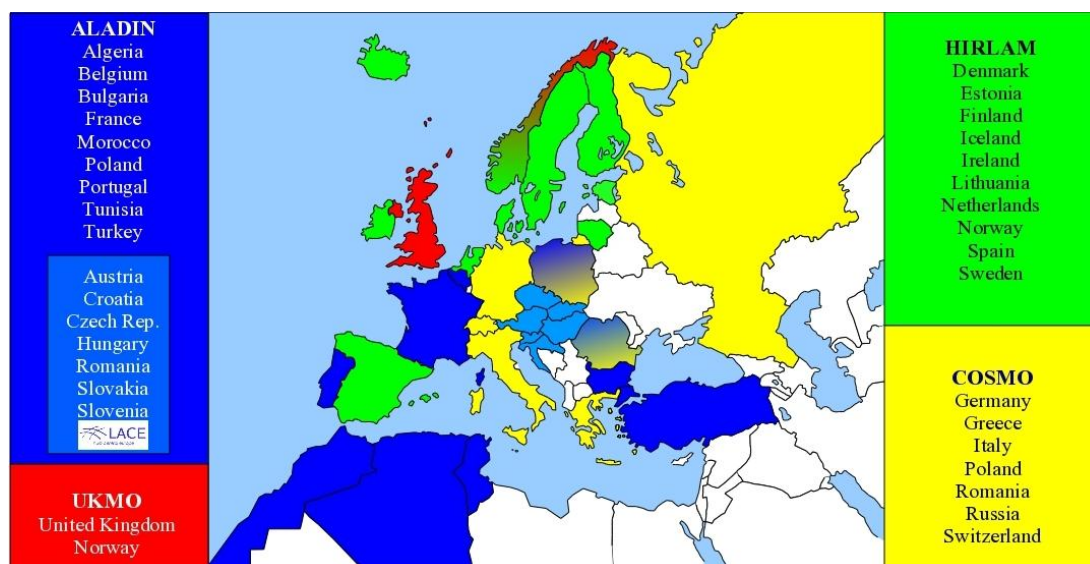 ALADIN
Algeria
Belgium
Bulgaria
France
Morocco
Poland
Portugal
Tunisia
Turkey
Austria
Croatia
Czech Rep.
Hungary
Romania
Slovakia
Slovenia
LACE
UKMO
United Kingdom
Norway
HIRLAM
Denmark
Estonia
Finland
Iceland
Ireland
Lithuania
Netherlands
Norway
Spain
Sweden
COSMO
Germany
Greece
Italy
Poland
Romania
Russia
Switzerland